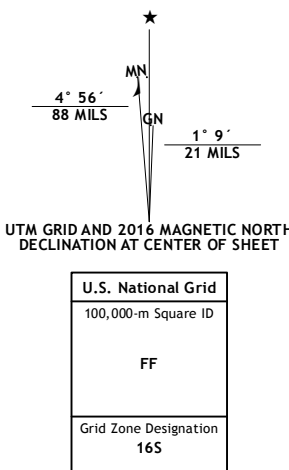 MN
4° 56´
88 MILS
GN
1° 9´
21 MILS
UTM GRID AND 2016 MAGNETIC NORTH
DECLINATION AT CENTER OF SHEET
U.S. National Grid
100,000-m Square ID
FF
Grid Zone Designation
16S